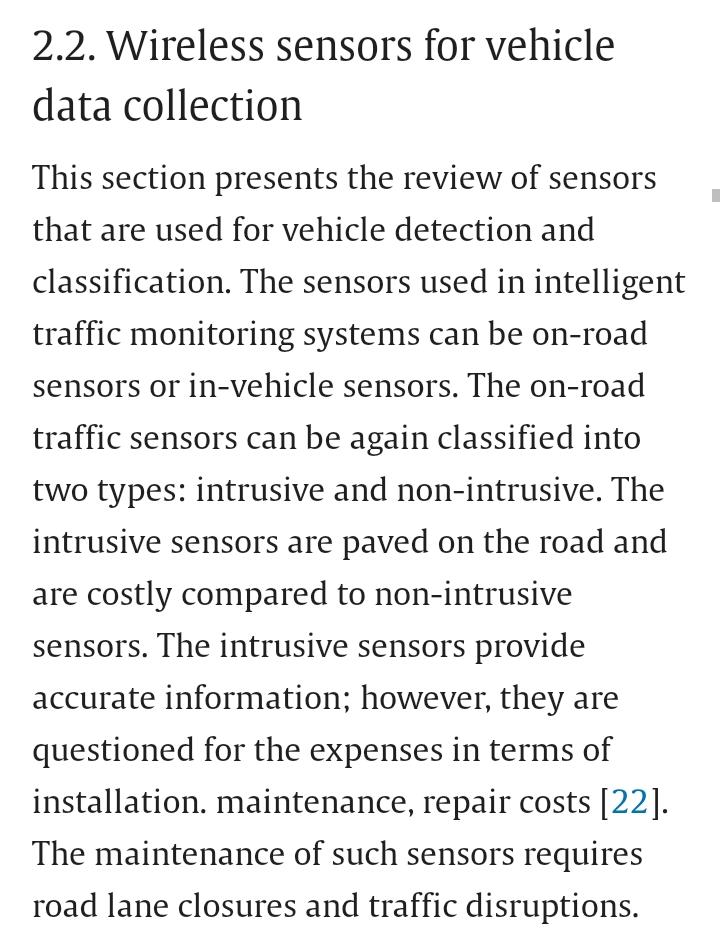 2.2. Wireless sensors for vehicle
data collection
This section presents the review of sensors
that are used for vehicle detection and
classification. The sensors used in intelligent
traffic monitoring systems can be on-road
sensors or in-vehicle sensors. The on-road
traffic sensors can be again classified into
two types: intrusive and non-intrusive. The
intrusive sensors are paved on the road and
are costly compared to non-intrusive
sensors. The intrusive sensors provide
accurate information; however, they are
questioned for the expenses in terms of
installation. maintenance, repair costs [22].
The maintenance of such sensors requires
road lane closures and traffic disruptions.